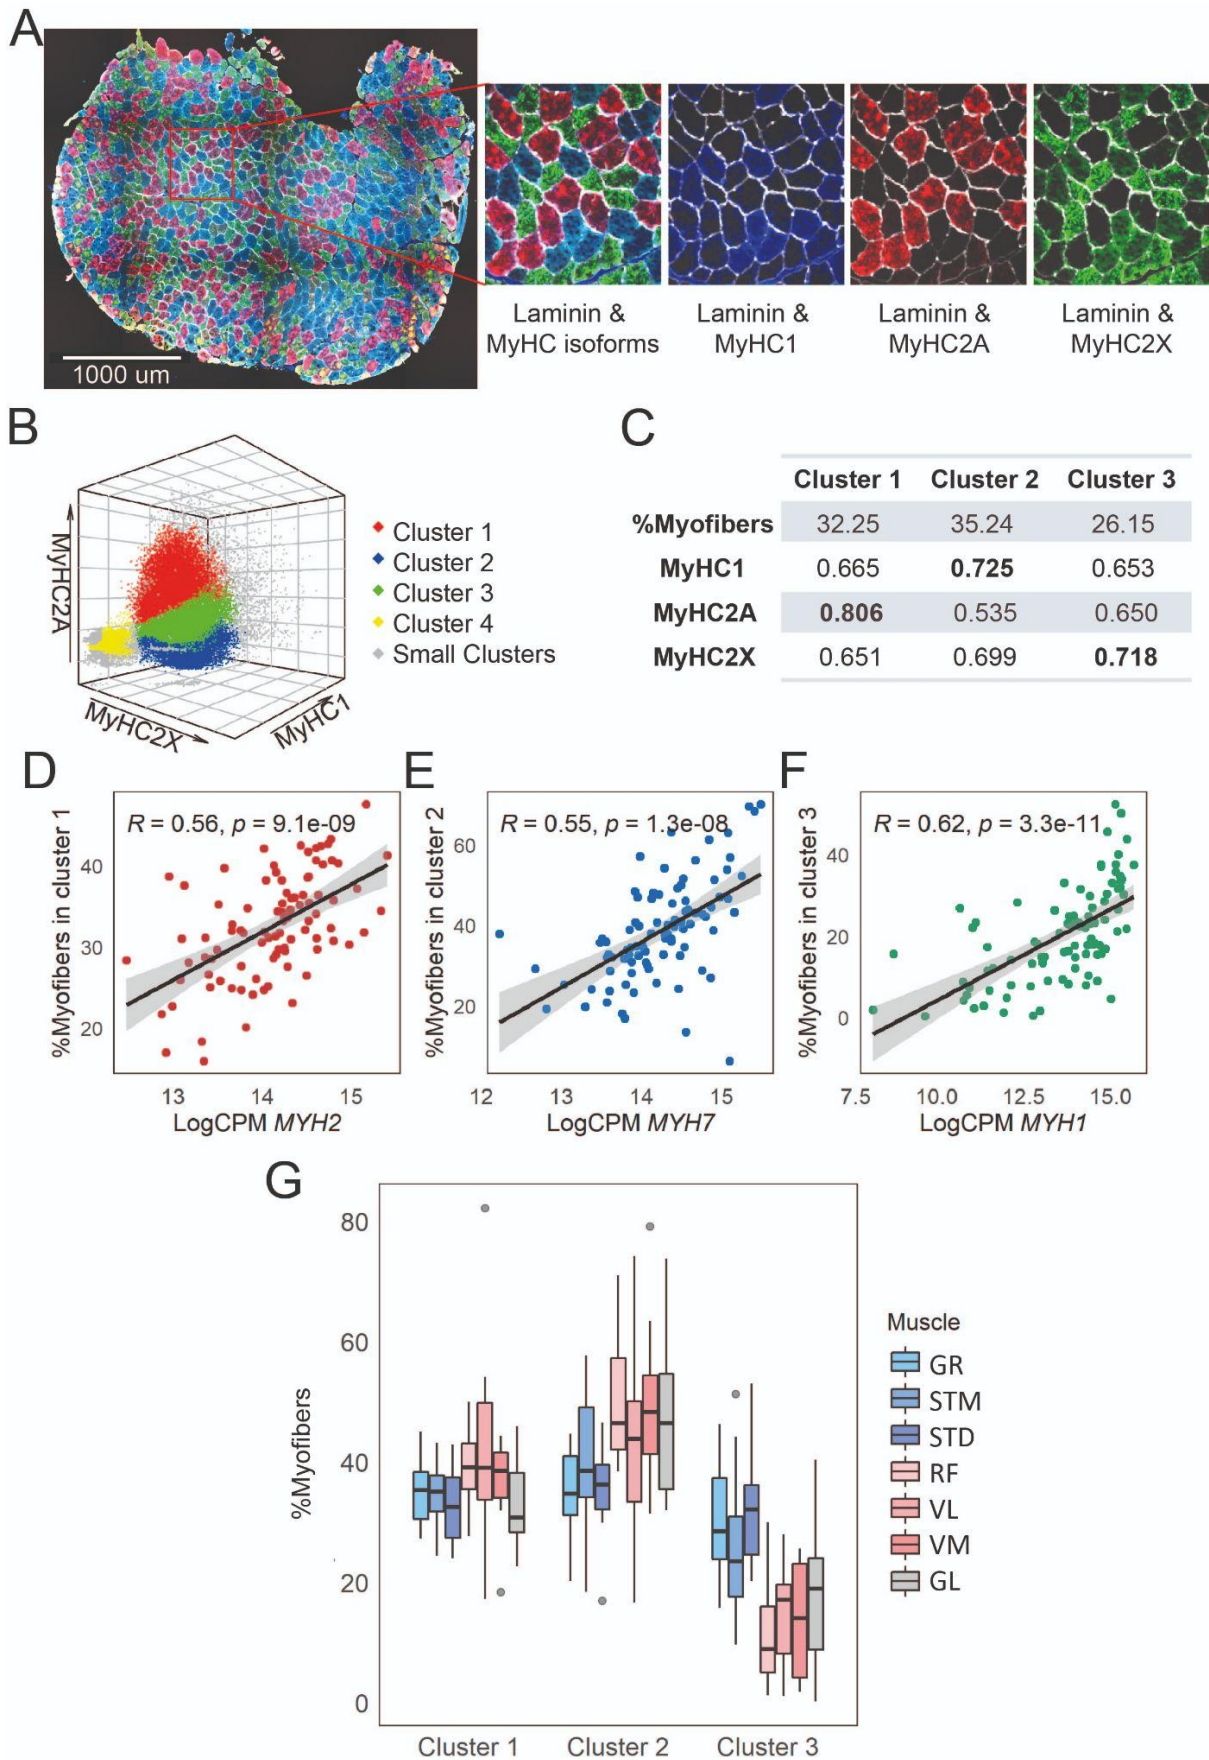 A
1000 um
Laminin &
MyHC isoforms
Laminin &
MyHC1
Laminin &
MyHC2A
Laminin &
MyHC2X
B
MyHC2A
MyHC2X
MyHC1
Cluster 1
Cluster 2
Cluster 3
Cluster 4
Small Clusters
C
Cluster 1 Cluster 2 Cluster 3
%Myofibers 32.25 35.24 26.15
MyHC1 0.665 0.725 0.653
MyHC2A 0.806 0.535 0.650
MyHC2X 0.651 0.699 0.718
D
%Myofibers in cluster 1
R = 0.56, p = 9.1e-09
40
30
20
13 14 15
LogCPM MYH2
E
%Myofibers in cluster 2
R = 0.55, p = 1.3e-08
60
40
20
12 13 14 15
LogCPM MYH7
F
%Myofibers in cluster 3
R = 0.62, p = 3.3e-11
40
20
0
7.5 10.0 12.5 15.0
LogCPM MYH1
G
%Myofibers
80
60
40
20
0
Cluster 1 Cluster 2 Cluster 3
Muscle
GR
STM
STD
RF
VL
VM
GL